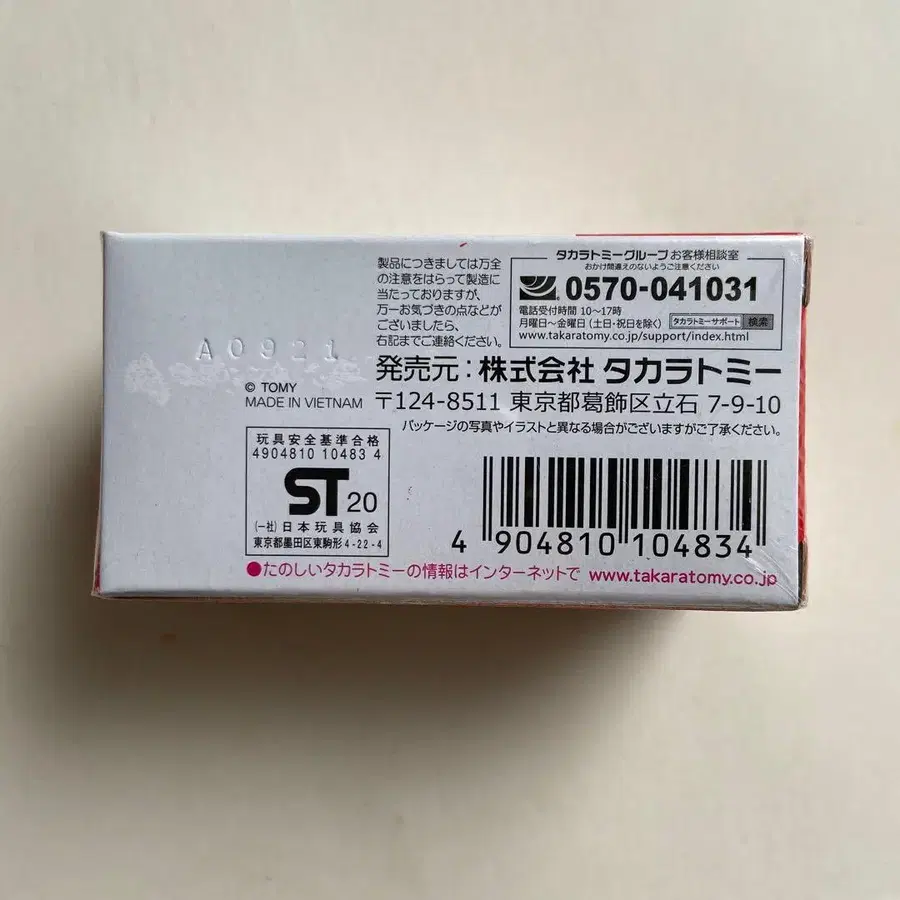 製品につきましては万全
の注意をはらって製造に
当たっておりますが、
万一お気づきの点などが
ございましたら、
右記までご連絡ください。
タカラトミーグループ お客様相談室
おかけ間違えのないようご注意ください
0570-041031
電話受付時間 10〜17時
月曜日〜金曜日 (土日・祝日を除く) タカラトミーサポート 検索
www.takaratomy.co.jp/support/index.html
A0921
© TOMY
MADE IN VIETNAM
発売元：株式会社 タカラトミー
〒124-8511 東京都葛飾区立石 7-9-10
パッケージの写真やイラストと異なる場合がございますがご了承ください。
玩具安全基準合格
4904810 10483 4
ST 20
(一社)日本玩具協会
東京都墨田区東駒形4-22-4
4 904810 104834
●たのしいタカラトミーの情報はインターネットで www.takaratomy.co.jp